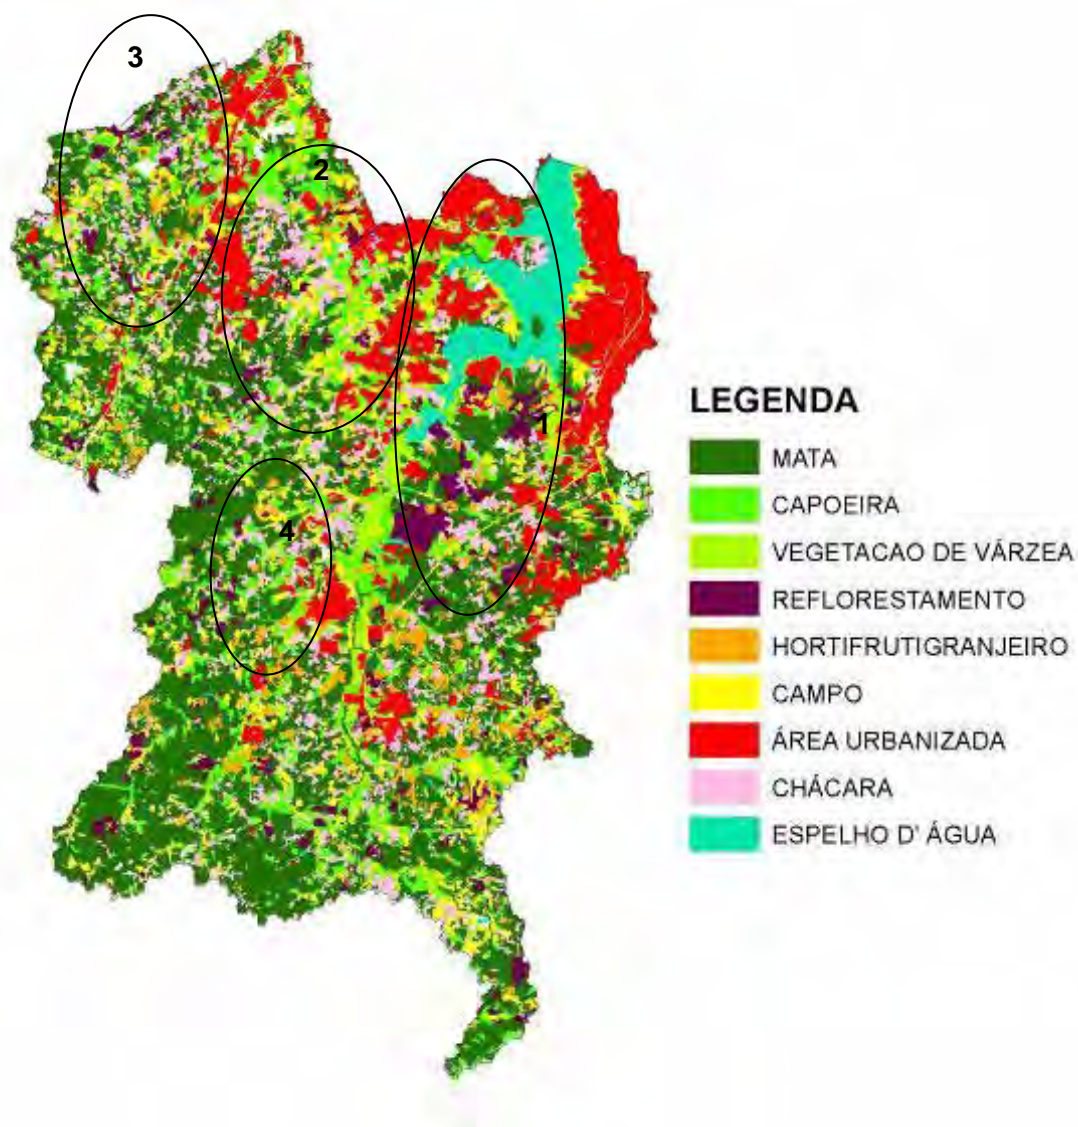 3
2
1
4
LEGENDA
MATA
CAPOEIRA
VEGETACAO DE VÁRZEA
REFLORESTAMENTO
HORTIFRUTIGRANJEIRO
CAMPO
ÁREA URBANIZADA
CHÁCARA
ESPELHO D' ÁGUA